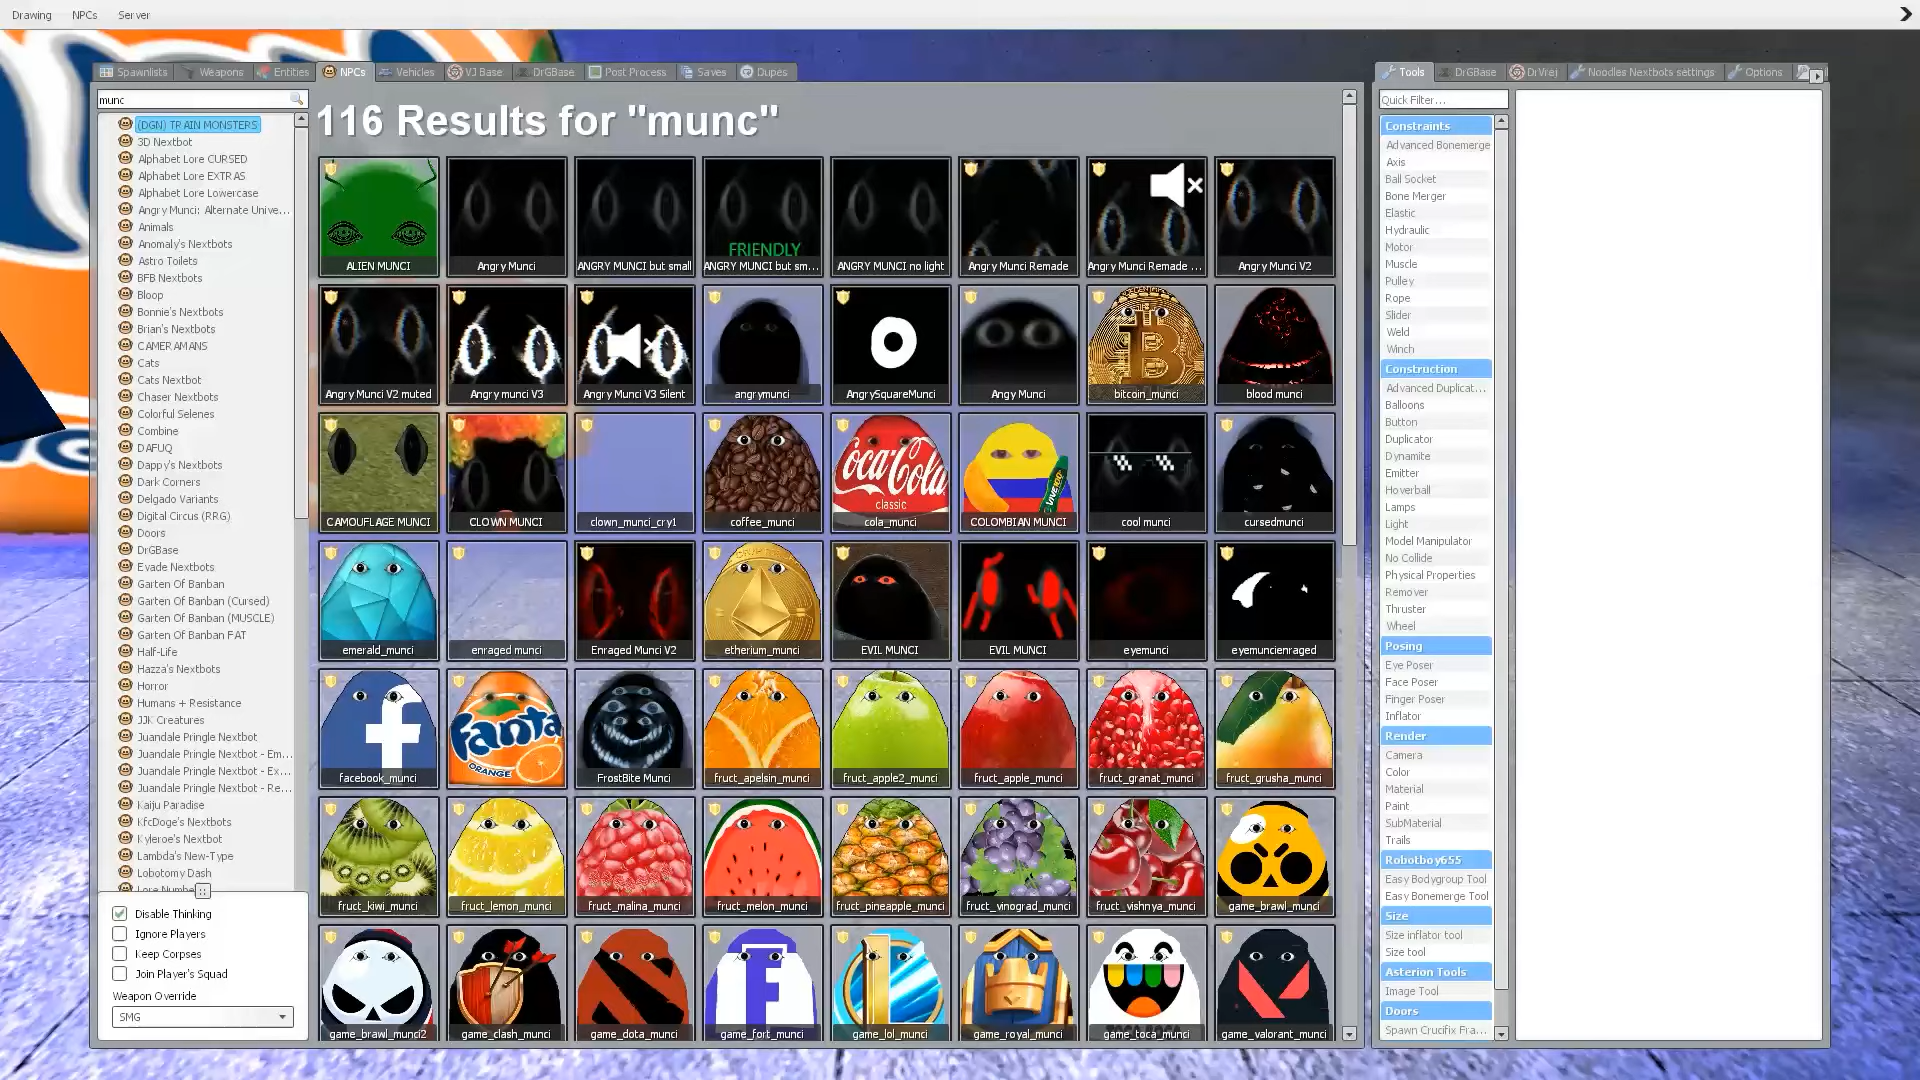 Drawing NPCs Server
Spawnlists Weapons Entities NPCs Vehicles VJ Base DrGBase Post Process Saves Dupes
munc
(DGN) TRAIN MONSTERS
3D Nextbot
Alphabet Lore CURSED
Alphabet Lore EXTRAS
Alphabet Lore Lowercase
Angry Munci: Alternate Unive...
Animals
Anomaly's Nextbots
Astro Toilets
BFB Nextbots
Bloop
Bonnie's Nextbots
Brian's Nextbots
CAMERAMANS
Cats
Cats Nextbot
Chaser Nextbots
Colorful Selenes
Combine
DAFUQ
Dappy's Nextbots
Dark Corners
Delgado Variants
Digital Circus (RRG)
Doors
DrGBase
Evade Nextbots
Garten Of Banban
Garten Of Banban (Cursed)
Garten Of Banban (MUSCLE)
Garten Of Banban FAT
Half-Life
Hazza's Nextbots
Horror
Humans + Resistance
JJK Creatures
Juandale Pringle Nextbot
Juandale Pringle Nextbot - Em...
Juandale Pringle Nextbot - Ex...
Juandale Pringle Nextbot - Re...
Kaiju Paradise
KfcDoge's Nextbots
Kyleroe's Nextbot
Lambda's New-Type
Lobotomy Dash
Disable Thinking
Ignore Players
Keep Corpses
Join Player's Squad
Weapon Override
SMG
116 Results for "munc"
FRIENDLY
ALIEN MUNCI Angry Munci ANGRY MUNCI but small ANGRY MUNCI but sm... ANGRY MUNCI no light Angry Munci Remade Angry Munci Remade ... Angry Munci V2
Angry Munci V2 muted Angry munci V3 Angry Munci V3 Silent angrymunci AngrySquareMunci Angy Munci bitcoin_munci blood munci
Coca-Cola
classic
VIVE100
CAMOUFLAGE MUNCI CLOWN MUNCI clown_munci_cry1 coffee_munci cola_munci COLOMBIAN MUNCI cool munci cursedmunci
emerald_munci enraged munci Enraged Munci V2 etherium_munci EVIL MUNCI EVIL MUNCI eyemunci eyemuncienraged
f
Fanta
ORANGE
facebook_munci FrostBite Munci fruct_apelsin_munci fruct_apple2_munci fruct_apple_munci fruct_granat_munci fruct_grusha_munci
fruct_kiwi_munci fruct_lemon_munci fruct_malina_munci fruct_melon_munci fruct_pineapple_munci fruct_vinograd_munci fruct_vishnya_munci game_brawl_munci
F
game_brawl_munci2 game_clash_munci game_dota_munci game_fort_munci game_lol_munci game_royal_munci game_toca_munci game_valorant_munci
Tools DrGBase DrVrej Noodles Nextbots settings Options
Quick Filter...
Constraints
Advanced Bonemerge
Axis
Ball Socket
Bone Merger
Elastic
Hydraulic
Motor
Muscle
Pulley
Rope
Slider
Weld
Winch
Construction
Advanced Duplicat...
Balloons
Button
Duplicator
Dynamite
Emitter
Hoverball
Lamps
Light
Model Manipulator
No Collide
Physical Properties
Remover
Thruster
Wheel
Posing
Eye Poser
Face Poser
Finger Poser
Inflator
Render
Camera
Color
Material
Paint
SubMaterial
Trails
Robotboy655
Easy Bodygroup Tool
Easy Bonemerge Tool
Size
Size inflator tool
Size tool
Asterion Tools
Image Tool
Doors
Spawn Crucifix Fra...